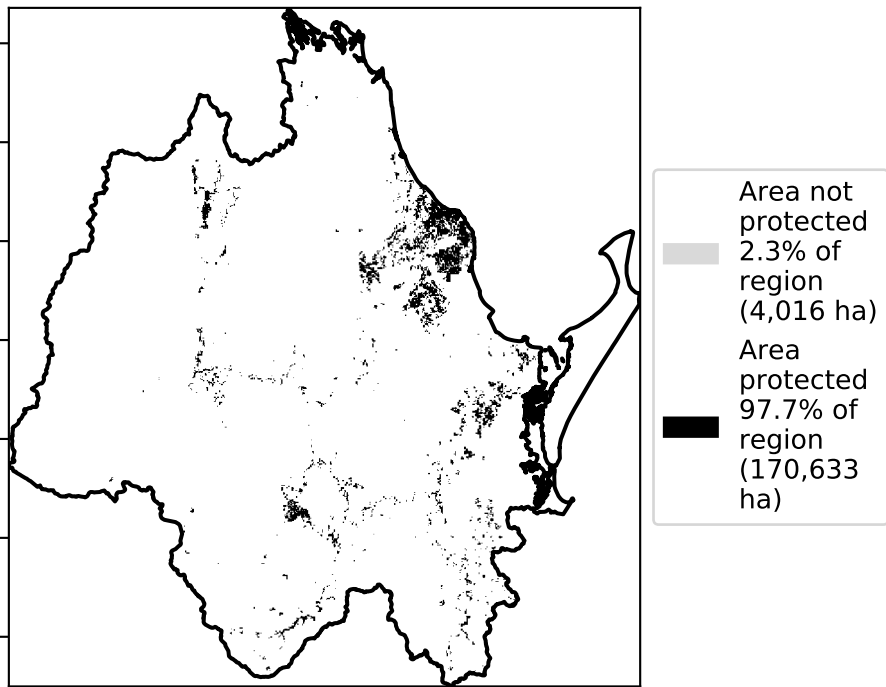 Area not
protected
2.3% of
region
(4,016 ha)
Area
protected
97.7% of
region
(170,633
ha)